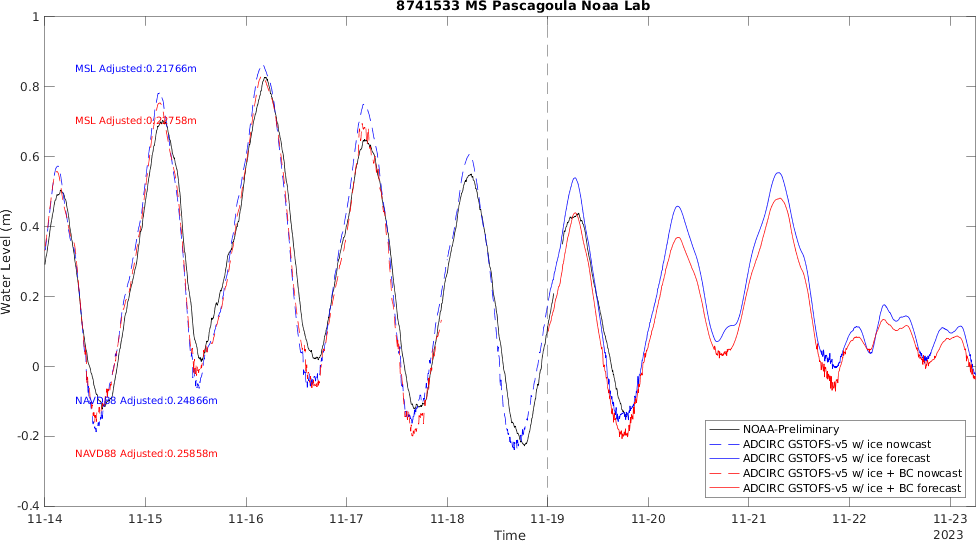 8741533 MS Pascagoula Noaa Lab
1
0.8
0.6
0.4
0.2
0
-0.2
-0.4
Water Level (m)
MSL Adjusted:0.21766m
MSL Adjusted:0.22758m
NAVD88 Adjusted:0.24866m
NAVD88 Adjusted:0.25858m
NOAA-Preliminary
ADCIRC GSTOFS-v5 w/ ice nowcast
ADCIRC GSTOFS-v5 w/ ice forecast
ADCIRC GSTOFS-v5 w/ ice + BC nowcast
ADCIRC GSTOFS-v5 w/ ice + BC forecast
11-14 11-15 11-16 11-17 11-18 11-19 11-20 11-21 11-22 11-23
Time
2023